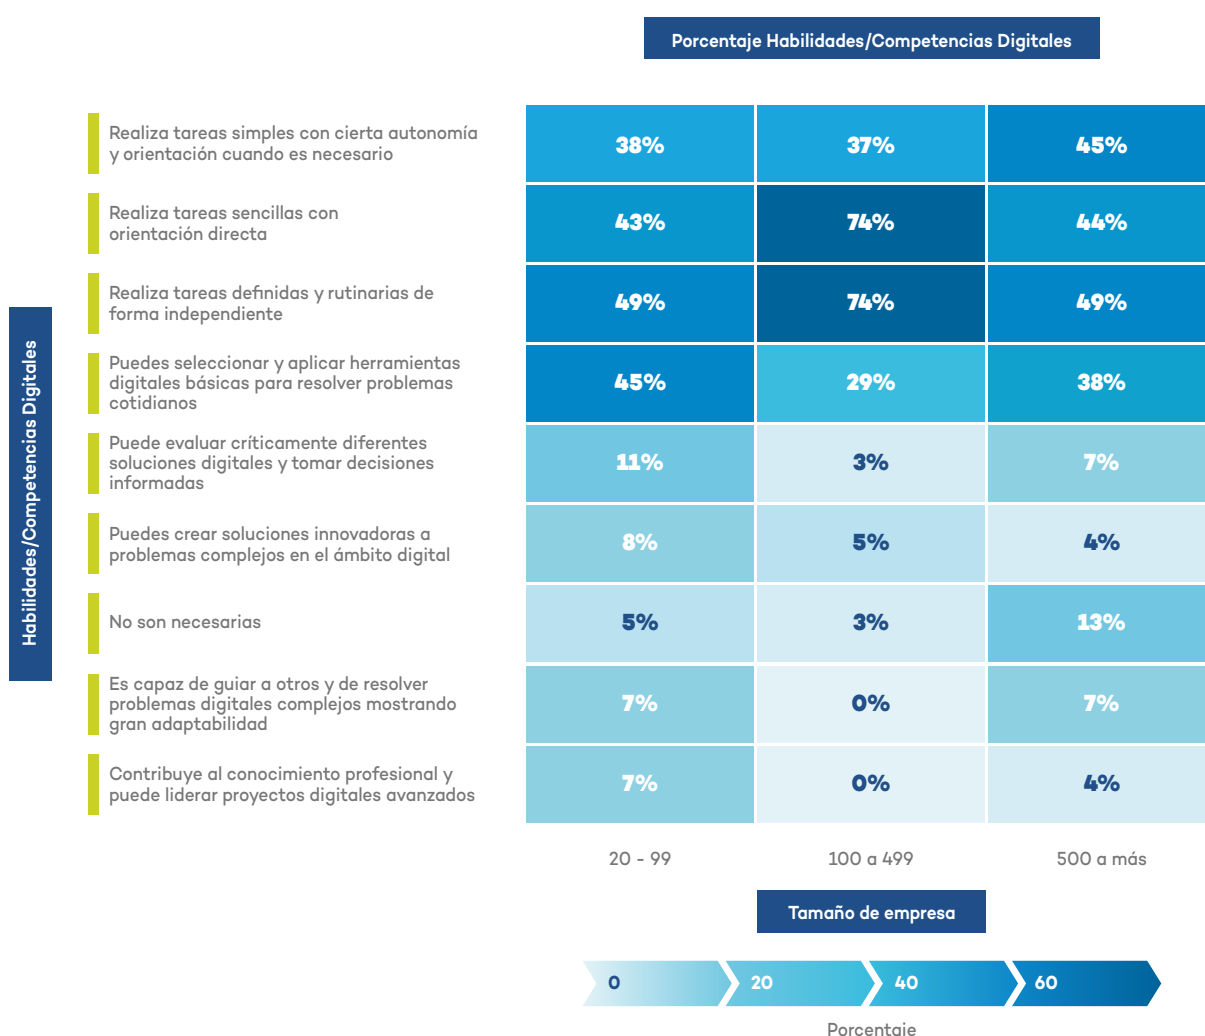 Porcentaje Habilidades/Competencias Digitales
Habilidades/Competencias Digitales
Realiza tareas simples con cierta autonomía
y orientación cuando es necesario
38%
37%
45%
Realiza tareas sencillas con
orientación directa
43%
74%
44%
Realiza tareas definidas y rutinarias de
forma independiente
49%
74%
49%
Puedes seleccionar y aplicar herramientas
digitales básicas para resolver problemas
cotidianos
45%
29%
38%
Puede evaluar críticamente diferentes
soluciones digitales y tomar decisiones
informadas
11%
3%
7%
Puedes crear soluciones innovadoras a
problemas complejos en el ámbito digital
8%
5%
4%
No son necesarias
5%
3%
13%
Es capaz de guiar a otros y de resolver
problemas digitales complejos mostrando
gran adaptabilidad
7%
0%
7%
Contribuye al conocimiento profesional y
puede liderar proyectos digitales avanzados
7%
0%
4%
20 - 99
100 a 499
500 a más
Tamaño de empresa
0
20
40
60
Porcentaje